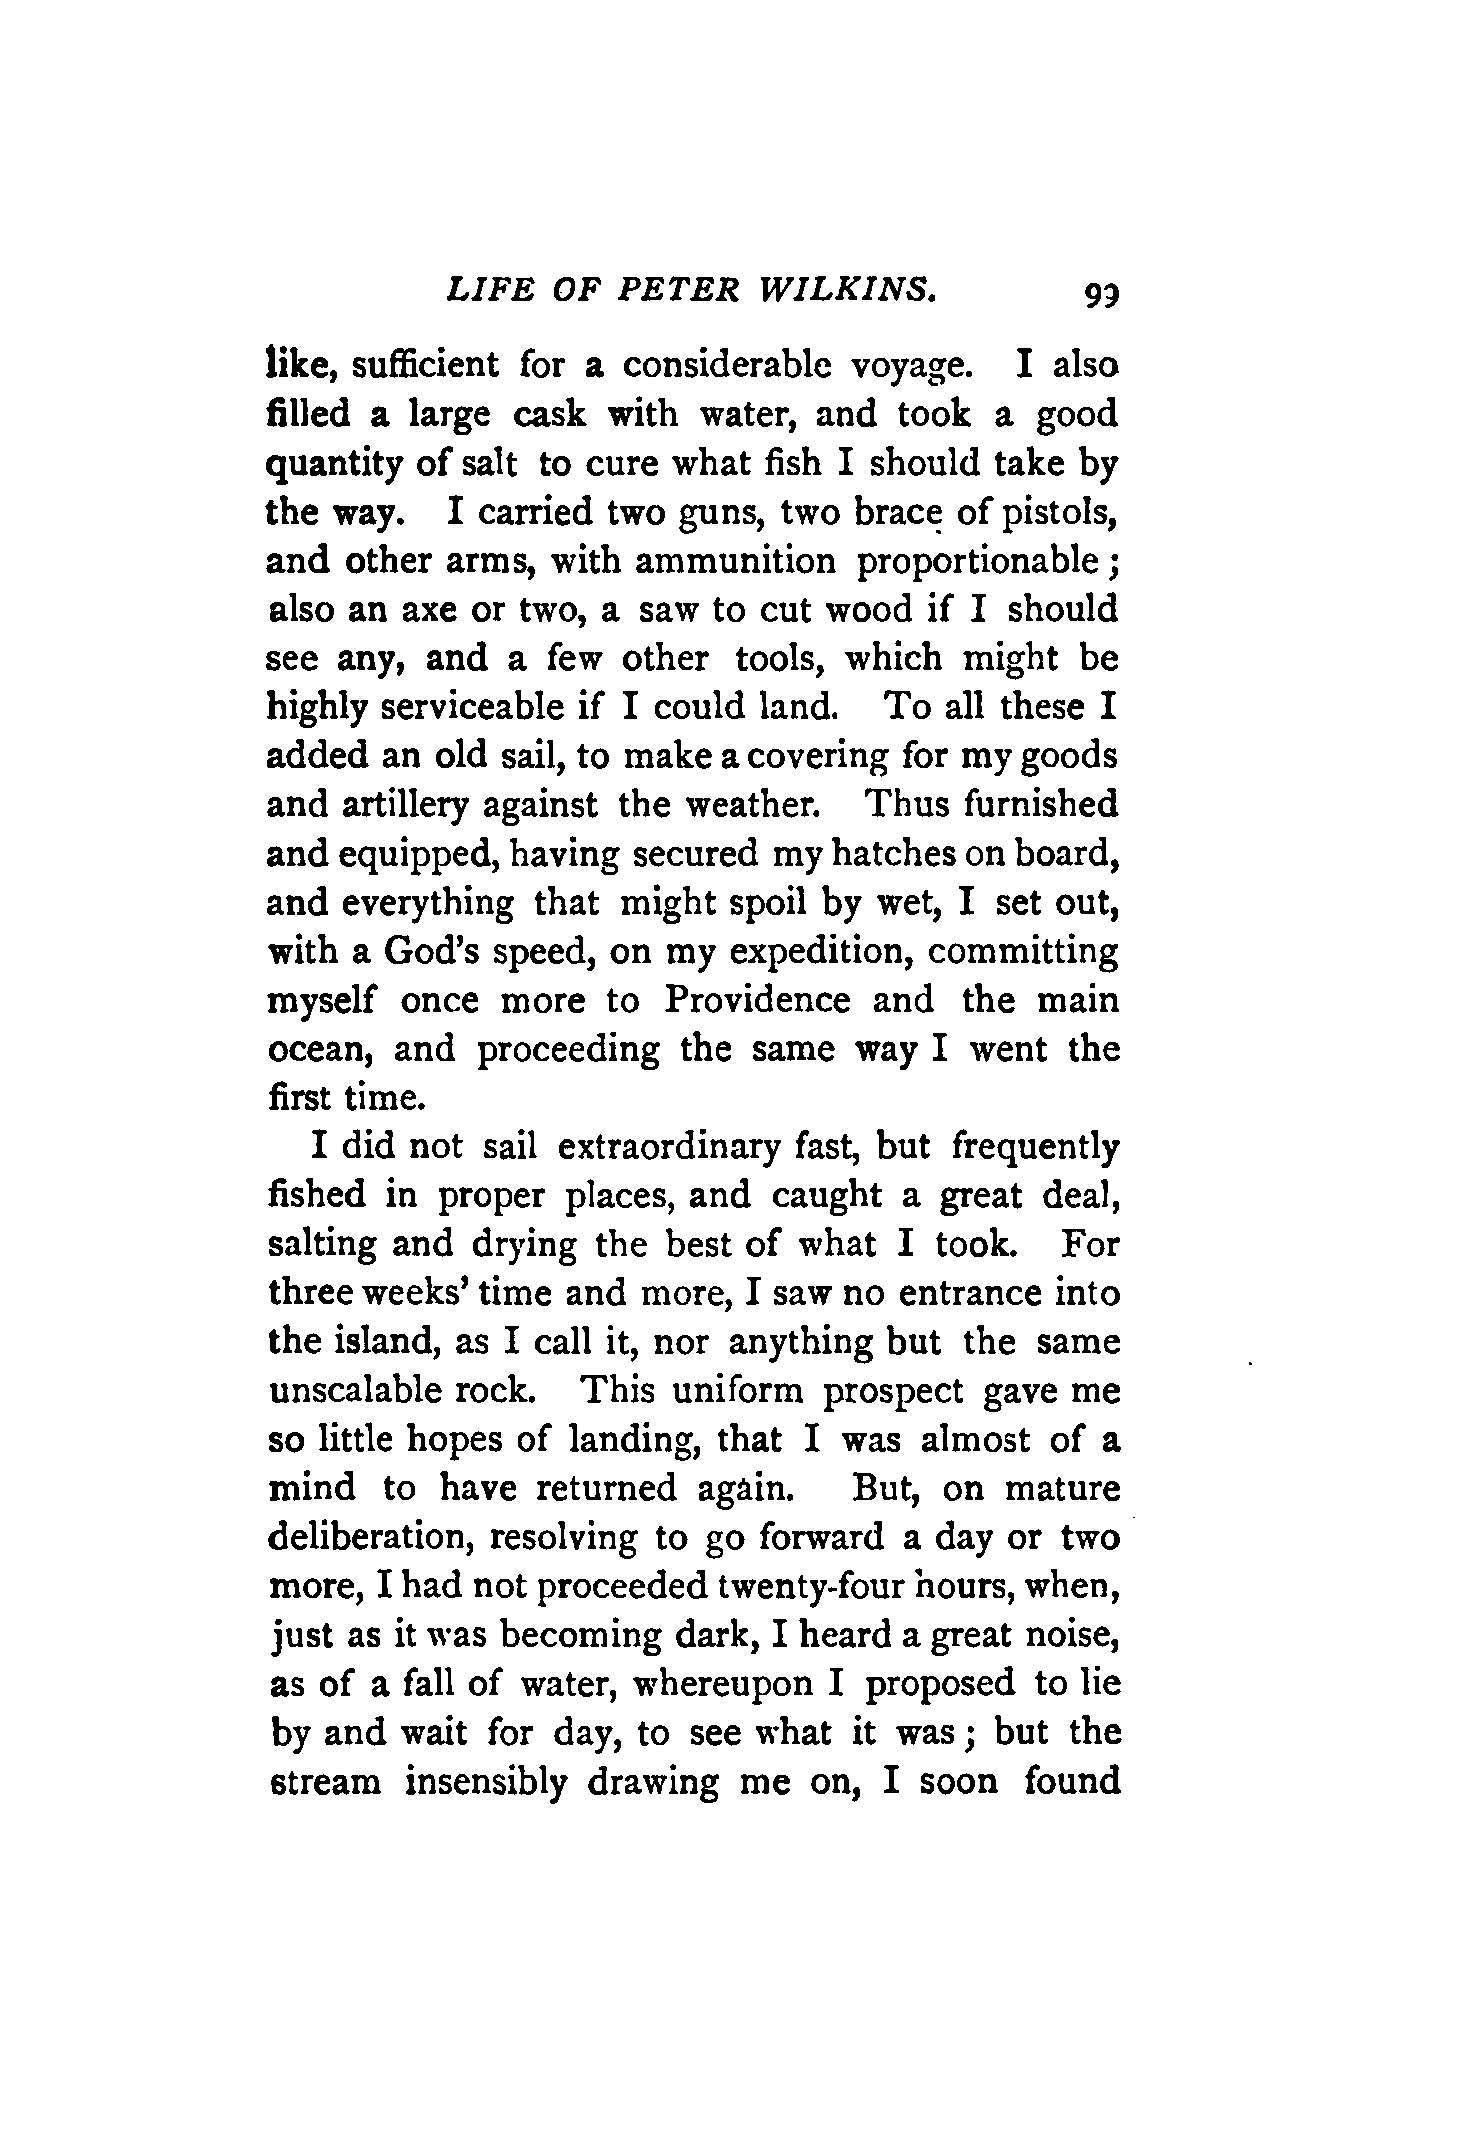 LIFE OF PETER WILKINS. 99
like, sufficient for a considerable voyage. I also
filled a large cask with water, and took a good
quantity of salt to cure what fish I should take by
the way. I carried two guns, two brace of pistols,
and other arms, with ammunition proportionable ;
also an axe or two, a saw to cut wood if I should
see any, and a few other tools, which might be
highly serviceable if I could land. To all these I
added an old sail, to make a covering for my goods
and artillery against the weather. Thus furnished
and equipped, having secured my hatches on board,
and everything that might spoil by wet, I set out,
with a God's speed, on my expedition, committing
myself once more to Providence and the main
ocean, and proceeding the same way I went the
first time.
I did not sail extraordinary fast, but frequently
fished in proper places, and caught a great deal,
salting and drying the best of what I took. For
three weeks' time and more, I saw no entrance into
the island, as I call it, nor anything but the same
unscalable rock. This uniform prospect gave me
so little hopes of landing, that I was almost of a
mind to have returned again. But, on mature
deliberation, resolving to go forward a day or two
more, I had not proceeded twenty-four hours, when,
just as it was becoming dark, I heard a great noise,
as of a fall of water, whereupon I proposed to lie
by and wait for day, to see what it was ; but the
stream insensibly drawing me on, I soon found